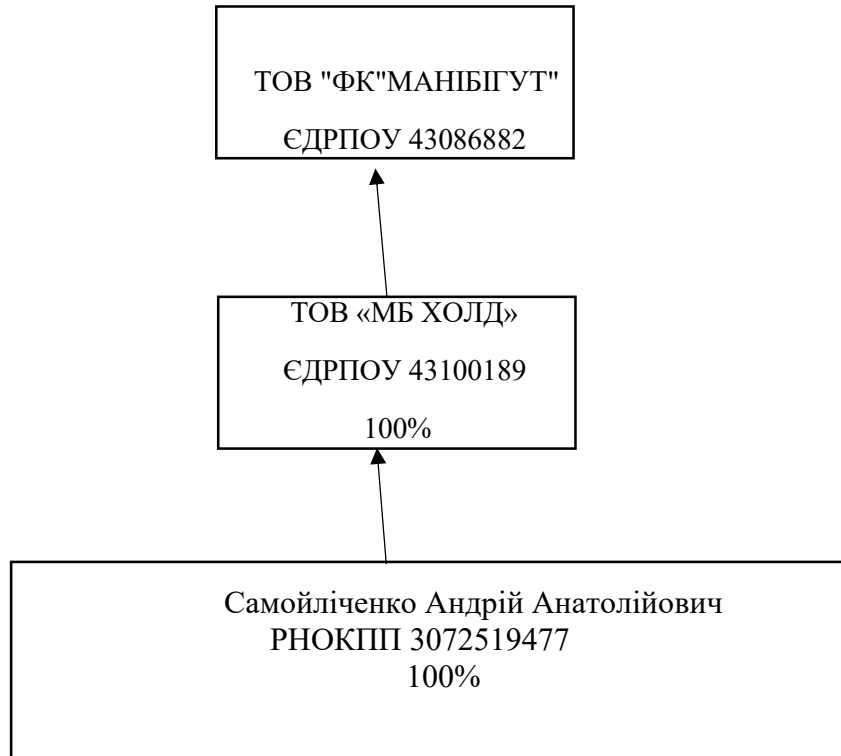 ТОВ "ФК"МАНІБІГУТ"
ЄДРПОУ 43086882
ТОВ «МБ ХОЛД»
ЄДРПОУ 43100189
100%
Самойліченко Андрій Анатолійович
РНОКПП 3072519477
100%